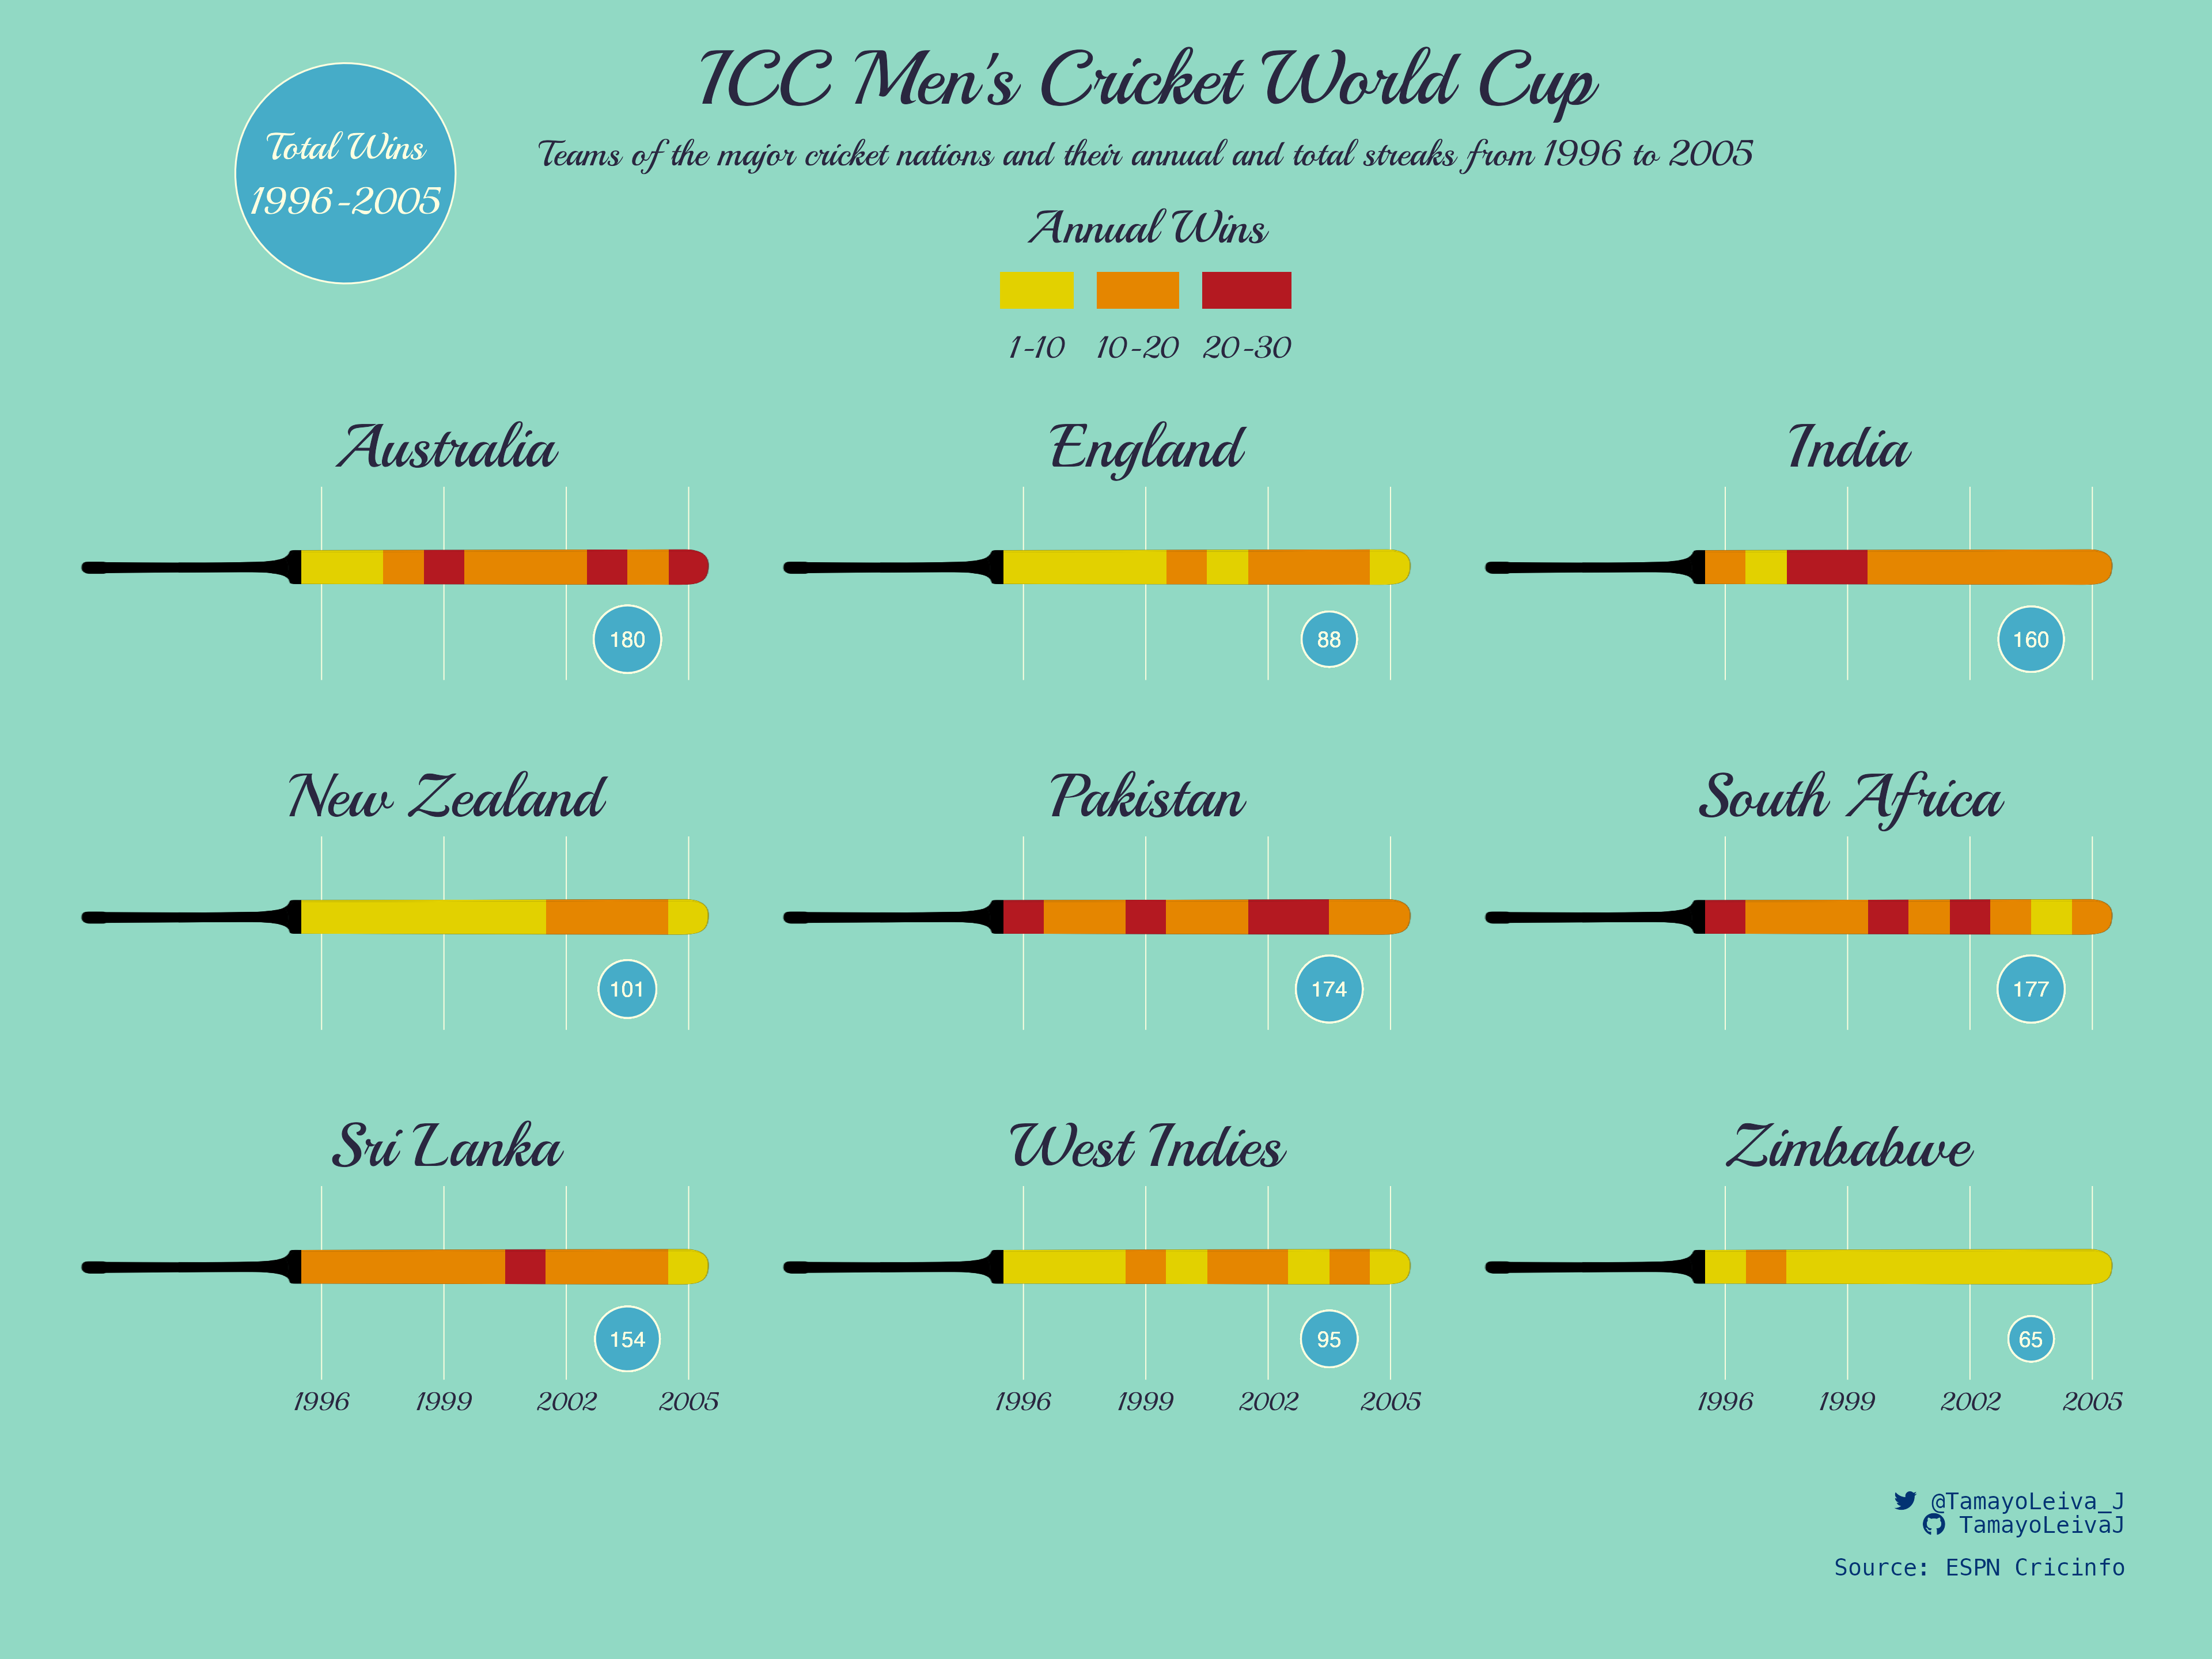 ICC Men's Cricket World Cup
Teams of the major cricket nations and their annual and total streaks from 1996 to 2005
Total Wins
1996-2005
Annual Wins
1-10 10-20 20-30
Australia England India
180 88 160
New Zealand Pakistan South Africa
101 174 177
Sri Lanka West Indies Zimbabwe
154 95 65
1996 1999 2002 2005 1996 1999 2002 2005 1996 1999 2002 2005
@TamayoLeiva_J
TamayoLeivaJ
Source: ESPN Cricinfo